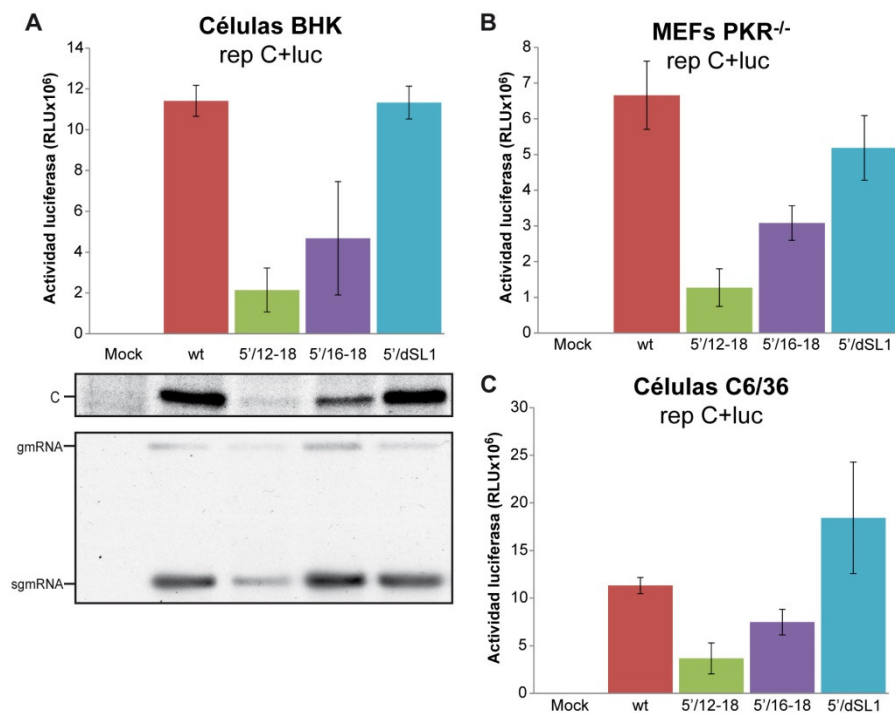 A
Células BHK
rep C+luc
Actividad luciferasa (RLUx10⁶)
14
12
10
8
6
4
2
0
Mock wt 5'/12-18 5'/16-18 5'/dSL1
C
gmRNA
sgmRNA
B
MEFs PKR⁻/⁻
rep C+luc
Actividad luciferasa (RLUx10⁶)
8
7
6
5
4
3
2
1
0
Mock wt 5'/12-18 5'/16-18 5'/dSL1
C
Células C6/36
rep C+luc
Actividad luciferasa (RLUx10⁶)
30
25
20
15
10
5
0
Mock wt 5'/12-18 5'/16-18 5'/dSL1